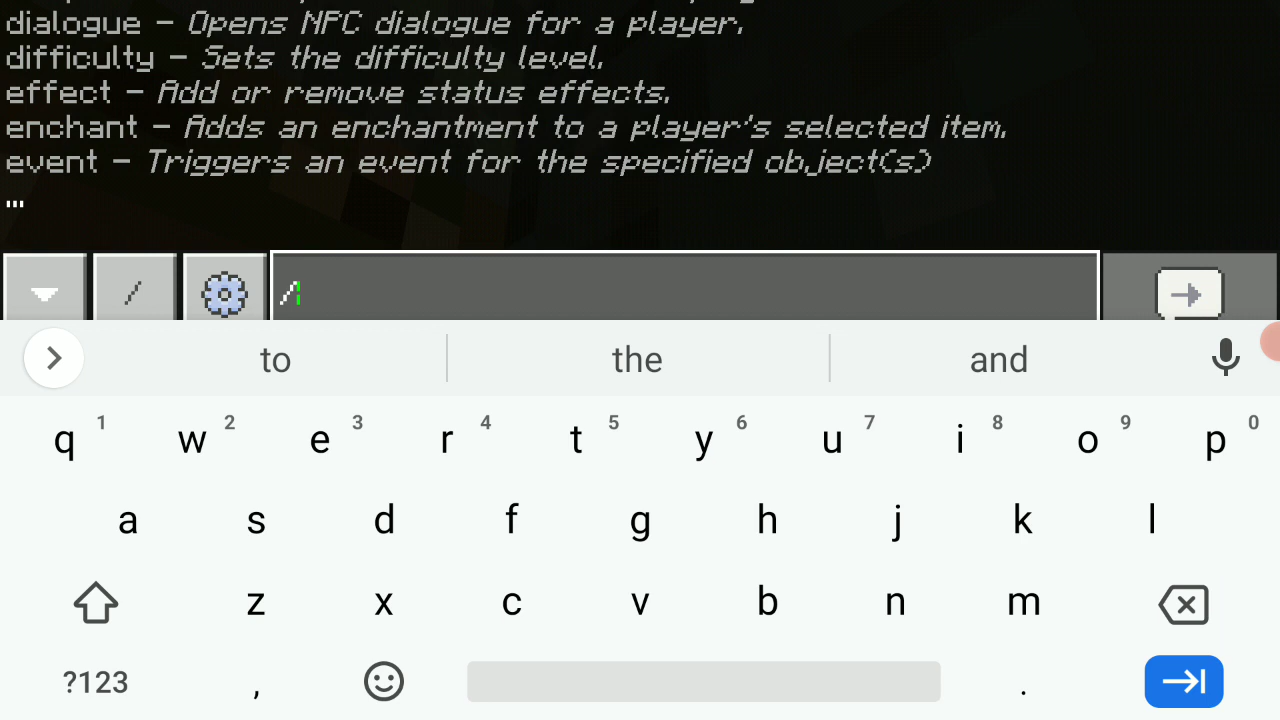 dialogue – Opens NPC dialogue for a player.
difficulty – Sets the difficulty level.
effect – Add or remove status effects.
enchant – Adds an enchantment to a player's selected item.
event – Triggers an event for the specified object(s)
...
/ /
to the and
q 1 w 2 e 3 r 4 t 5 y 6 u 7 i 8 o 9 p 0
a s d f g h j k l
z x c v b n m
?123 , .